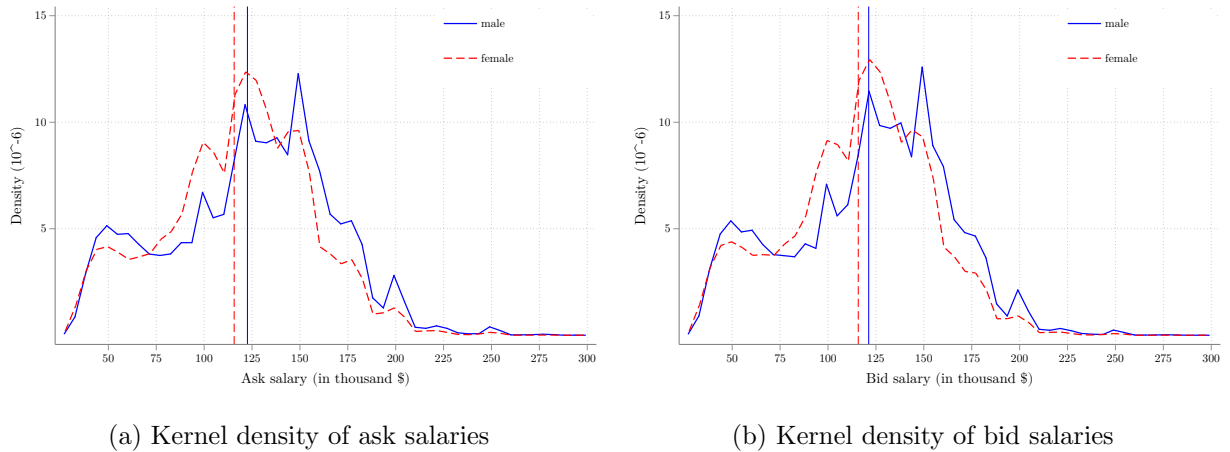 15
10
5
Density (10^-6)
male
female
50 75 100 125 150 175 200 225 250 275 300
Ask salary (in thousand $)
(a) Kernel density of ask salaries
15
10
5
Density (10^-6)
male
female
50 75 100 125 150 175 200 225 250 275 300
Bid salary (in thousand $)
(b) Kernel density of bid salaries